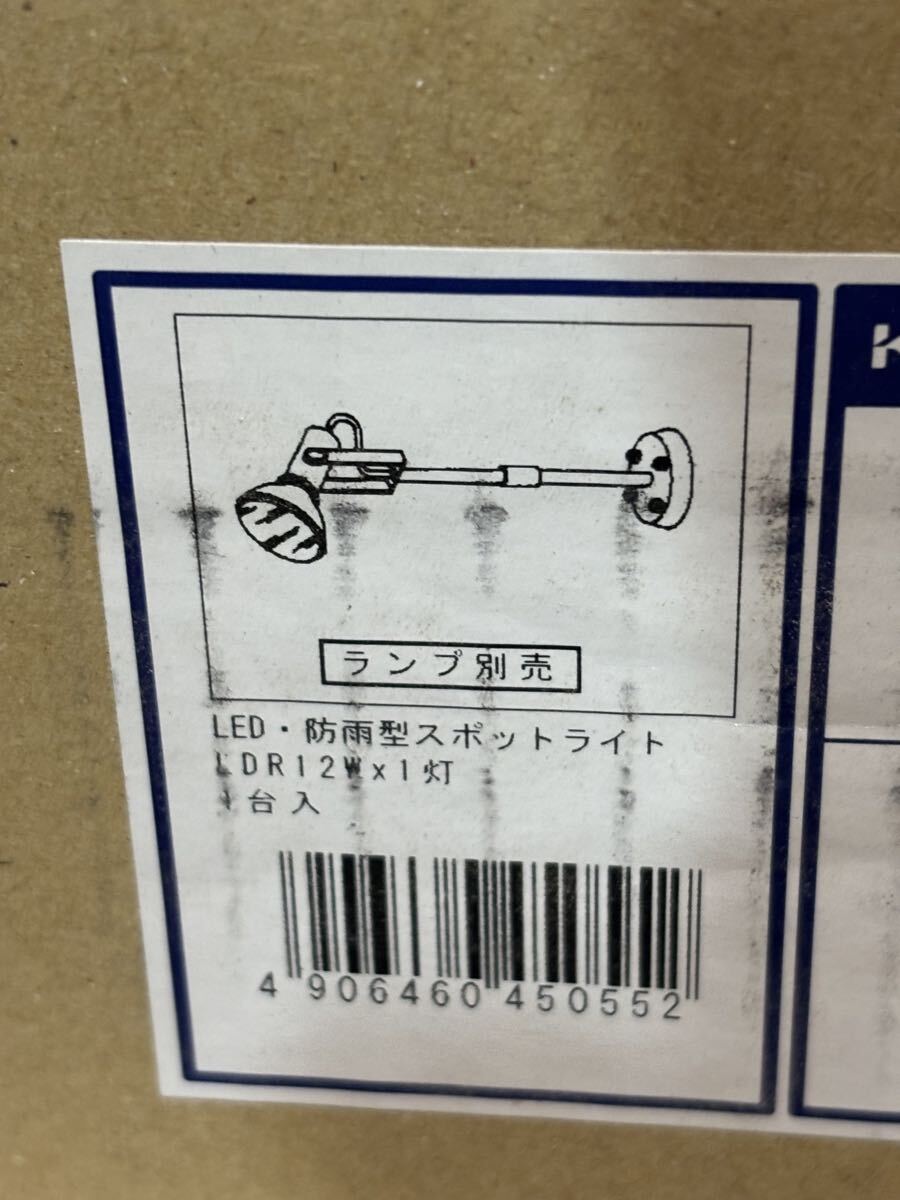 ランプ別売
LED・防雨型スポットライト
LDR12W×1灯
1台入
4 906460 450552